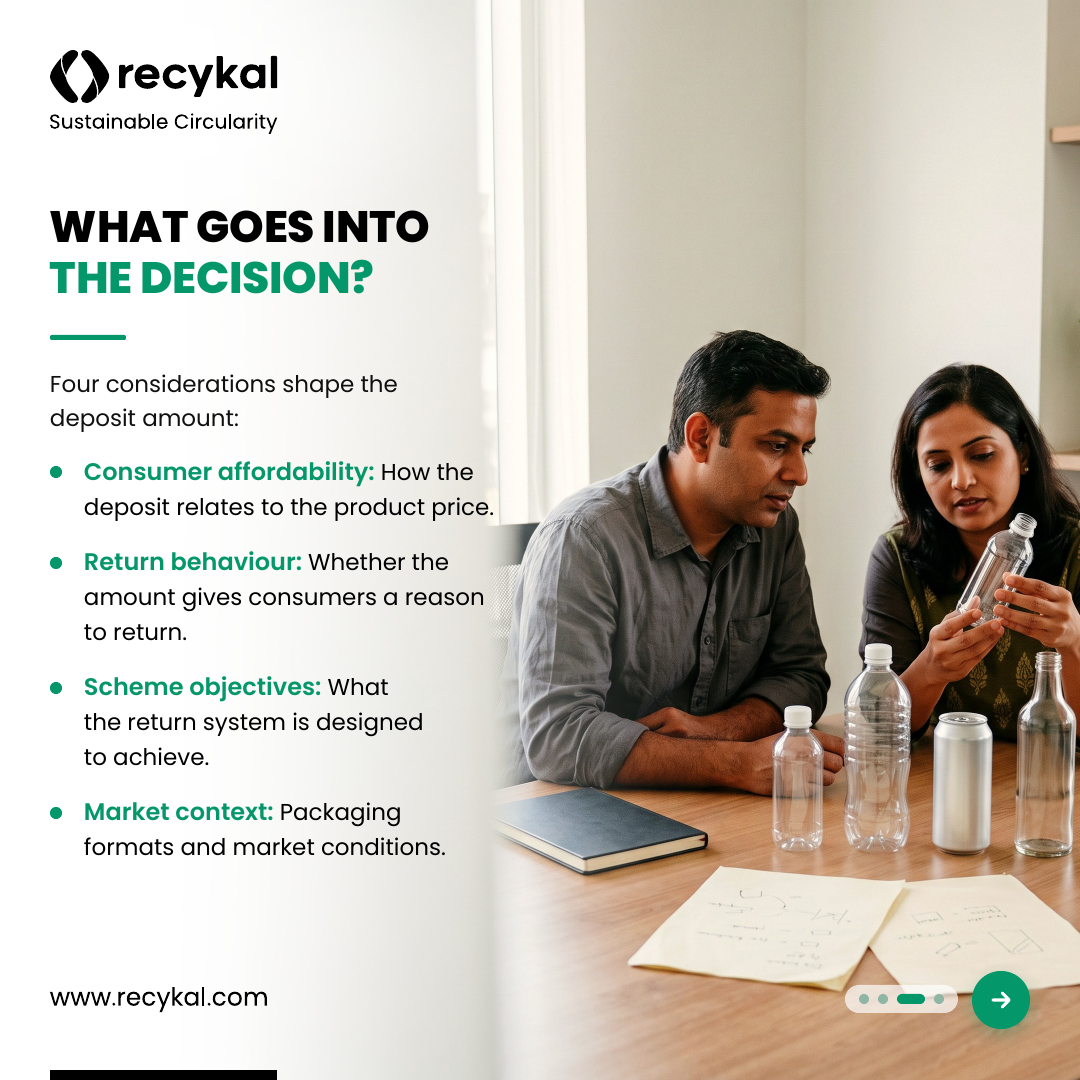 recykal
Sustainable Circularity
WHAT GOES INTO
THE DECISION?
Four considerations shape the
deposit amount:
Consumer affordability: How the
deposit relates to the product price.
Return behaviour: Whether the
amount gives consumers a reason
to return.
Scheme objectives: What
the return system is designed
to achieve.
Market context: Packaging
formats and market conditions.
www.recykal.com